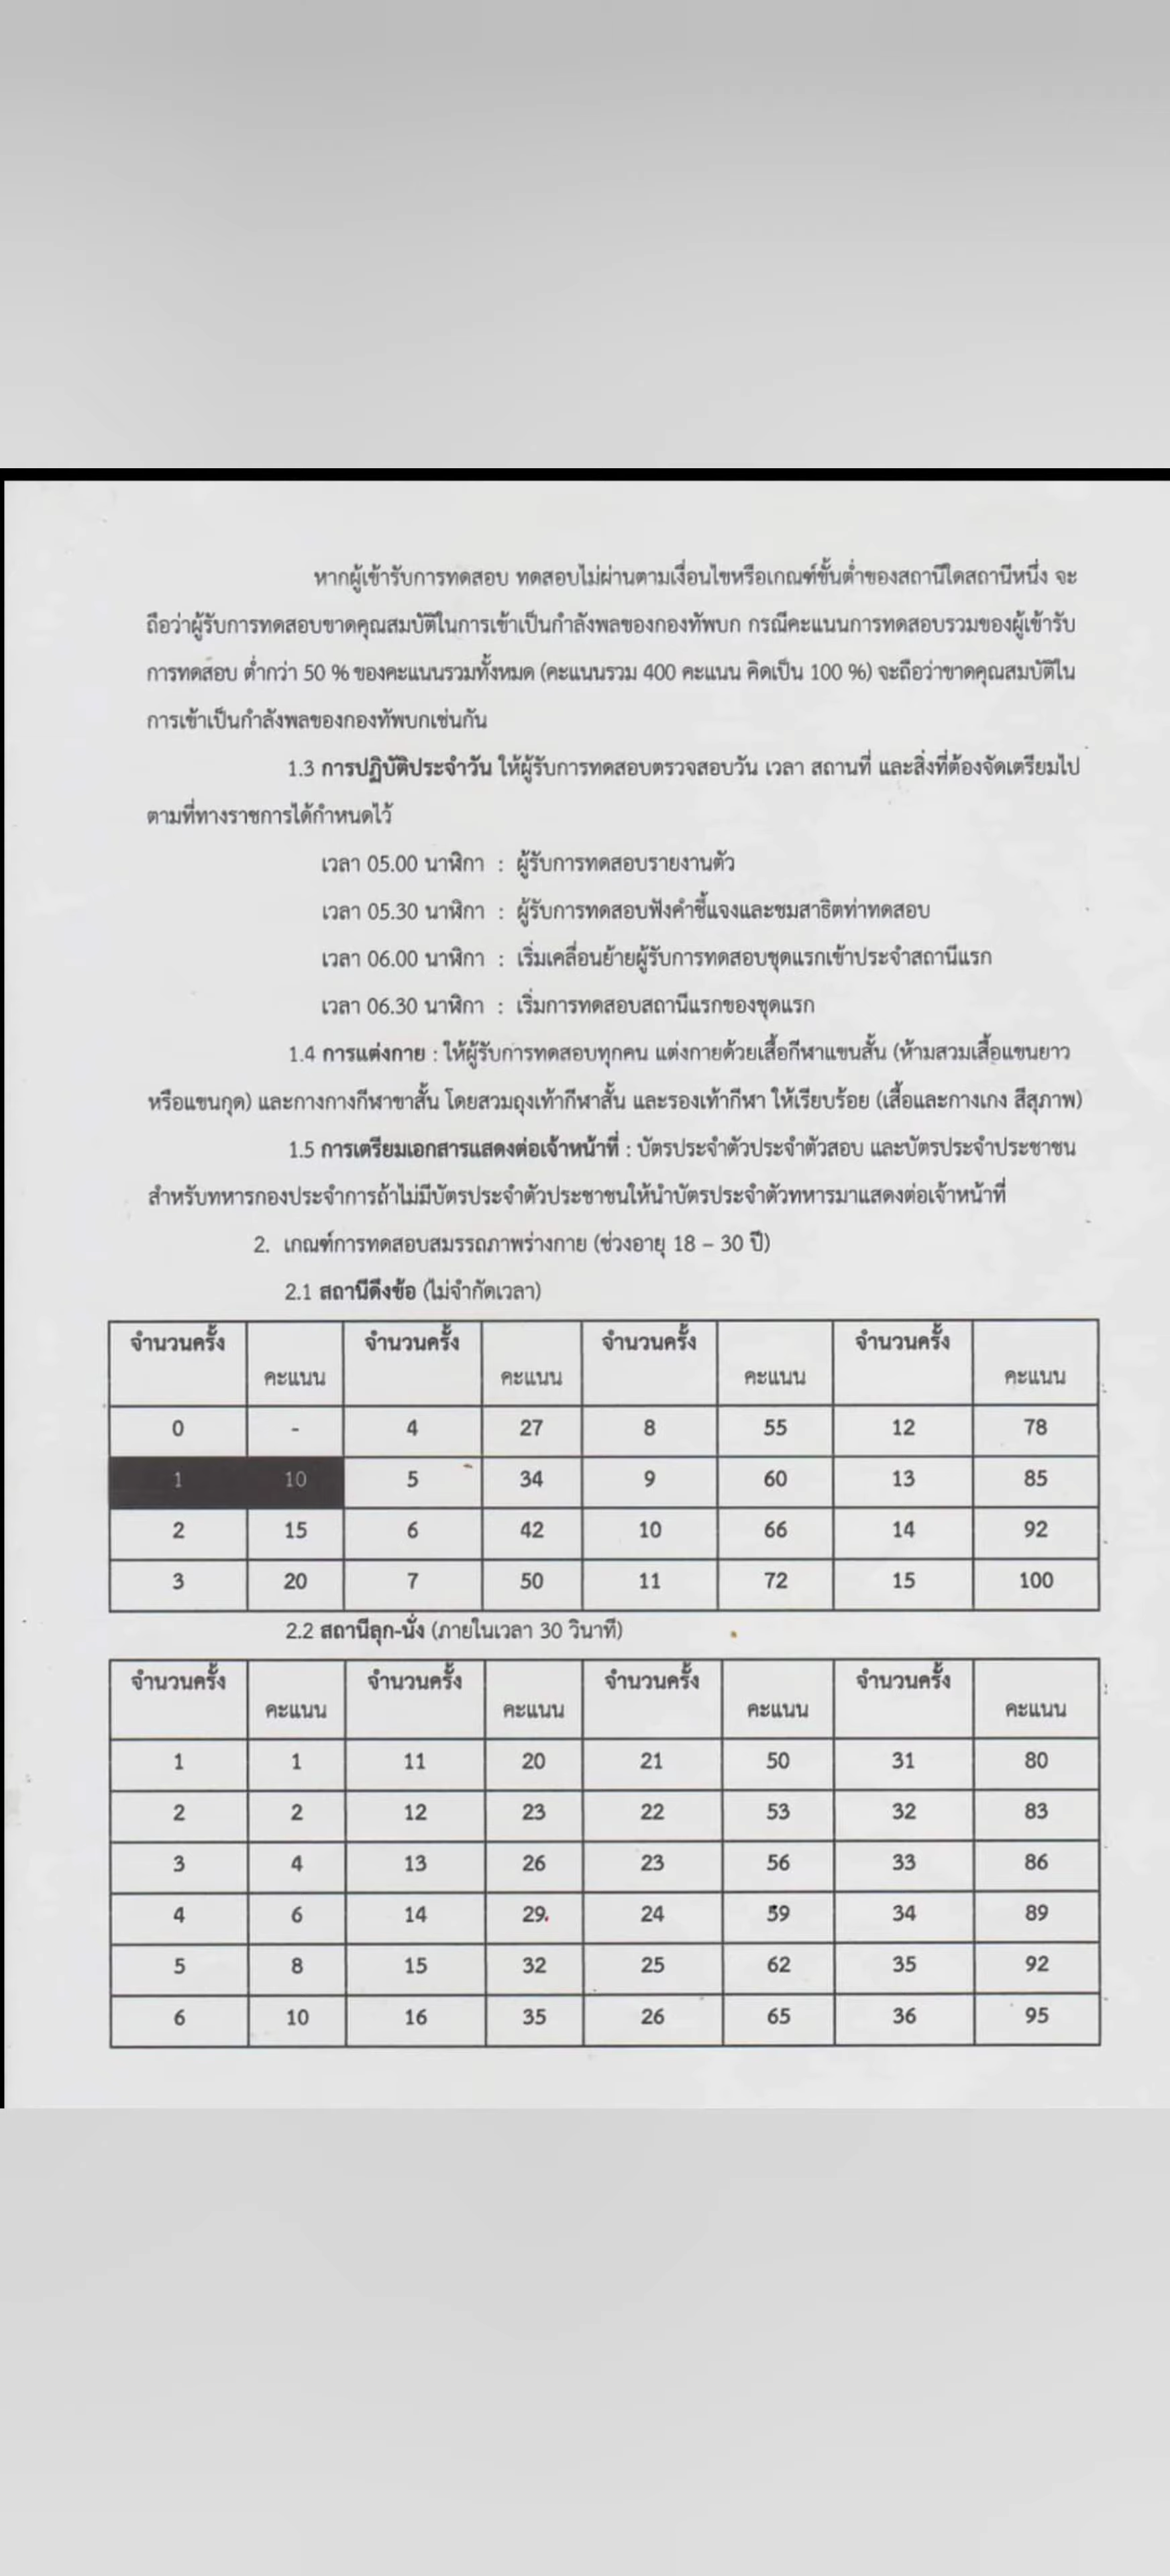 หากผู้เข้ารับการทดสอบ ทดสอบไม่ผ่านตามเงื่อนไขหรือเกณฑ์ขั้นต่ำของสถานีใดสถานีหนึ่ง จะ
ถือว่าผู้รับการทดสอบขาดคุณสมบัติในการเข้าเป็นกำลังพลของกองทัพบก กรณีคะแนนการทดสอบรวมของผู้เข้ารับ
การทดสอบ ต่ำกว่า 50 % ของคะแนนรวมทั้งหมด (คะแนนรวม 400 คะแนน คิดเป็น 100 %) จะถือว่าขาดคุณสมบัติใน
การเข้าเป็นกำลังพลของกองทัพบกเช่นกัน
1.3 การปฏิบัติประจำวัน ให้ผู้รับการทดสอบตรวจสอบวัน เวลา สถานที่ และสิ่งที่ต้องจัดเตรียมไป
ตามที่ทางราชการได้กำหนดไว้
เวลา 05.00 นาฬิกา : ผู้รับการทดสอบรายงานตัว
เวลา 05.30 นาฬิกา : ผู้รับการทดสอบฟังคำชี้แจงและชมสาธิตท่าทดสอบ
เวลา 06.00 นาฬิกา : เริ่มเคลื่อนย้ายผู้รับการทดสอบชุดแรกเข้าประจำสถานีแรก
เวลา 06.30 นาฬิกา : เริ่มการทดสอบสถานีแรกของชุดแรก
1.4 การแต่งกาย : ให้ผู้รับการทดสอบทุกคน แต่งกายด้วยเสื้อกีฬาแขนสั้น (ห้ามสวมเสื้อแขนยาว
หรือแขนกุด) และกางกางกีฬาขาสั้น โดยสวมถุงเท้ากีฬาสั้น และรองเท้ากีฬา ให้เรียบร้อย (เสื้อและกางเกง สีสุภาพ)
1.5 การเตรียมเอกสารแสดงต่อเจ้าหน้าที่ : บัตรประจำตัวประจำตัวสอบ และบัตรประจำประชาชน
สำหรับทหารกองประจำการถ้าไม่มีบัตรประจำตัวประชาชนให้นำบัตรประจำตัวทหารมาแสดงต่อเจ้าหน้าที่
2. เกณฑ์การทดสอบสมรรถภาพร่างกาย (ช่วงอายุ 18 – 30 ปี)
2.1 สถานีดึงข้อ (ไม่จำกัดเวลา)
จำนวนครั้ง คะแนน จำนวนครั้ง คะแนน จำนวนครั้ง คะแนน จำนวนครั้ง คะแนน
0 - 4 27 8 55 12 78
1 10 5 34 9 60 13 85
2 15 6 42 10 66 14 92
3 20 7 50 11 72 15 100
2.2 สถานีลุก-นั่ง (ภายในเวลา 30 วินาที)
จำนวนครั้ง คะแนน จำนวนครั้ง คะแนน จำนวนครั้ง คะแนน จำนวนครั้ง คะแนน
1 1 11 20 21 50 31 80
2 2 12 23 22 53 32 83
3 4 13 26 23 56 33 86
4 6 14 29 24 59 34 89
5 8 15 32 25 62 35 92
6 10 16 35 26 65 36 95